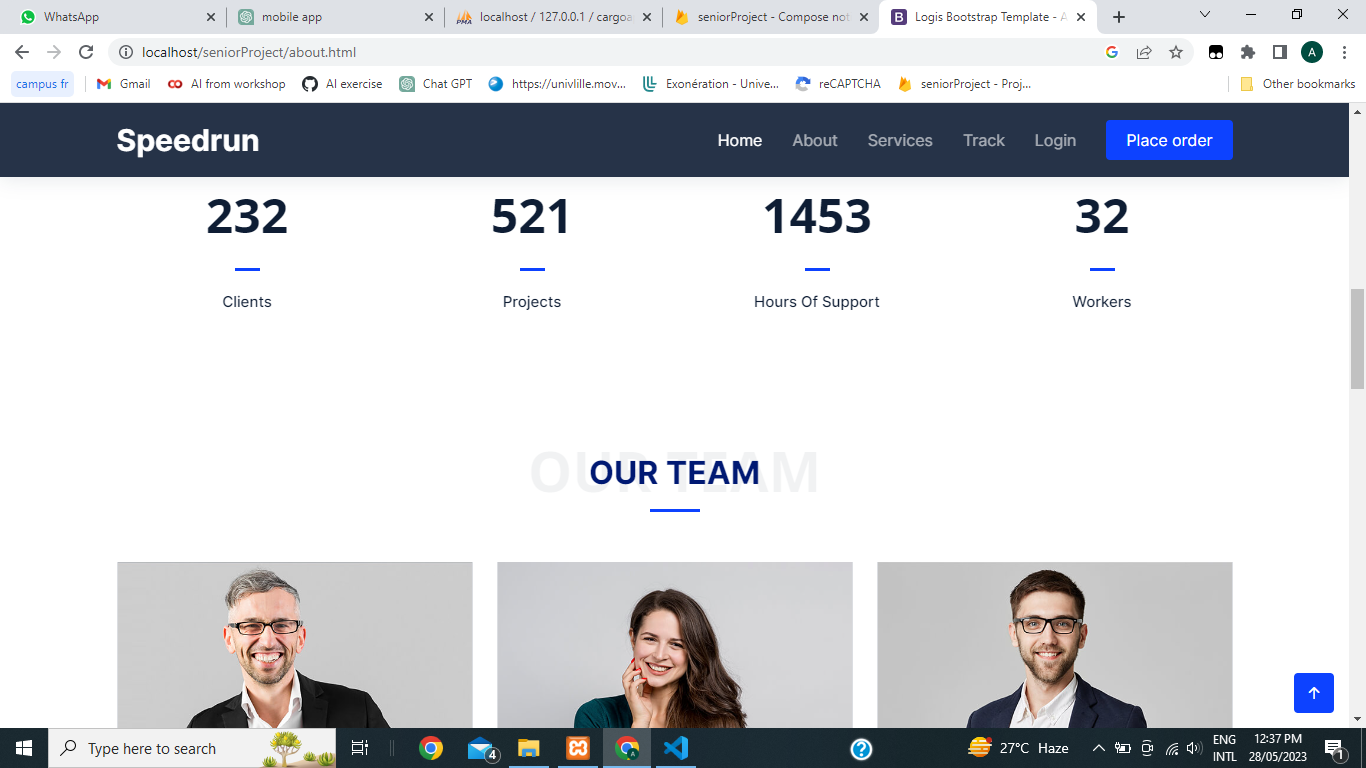 WhatsApp
mobile app
localhost / 127.0.0.1 / cargoa
seniorProject - Compose not
Logis Bootstrap Template - A
localhost/seniorProject/about.html
A
campus fr
Gmail
AI from workshop
AI exercise
Chat GPT
https://univlille.mov...
Exonération - Unive...
reCAPTCHA
seniorProject - Proj...
Other bookmarks
Speedrun
Home
About
Services
Track
Login
Place order
232
521
1453
32
Clients
Projects
Hours Of Support
Workers
OUR TEAM
OUR TEAM
Type here to search
4
27°C Haze
ENG
INTL
12:37 PM
28/05/2023
1